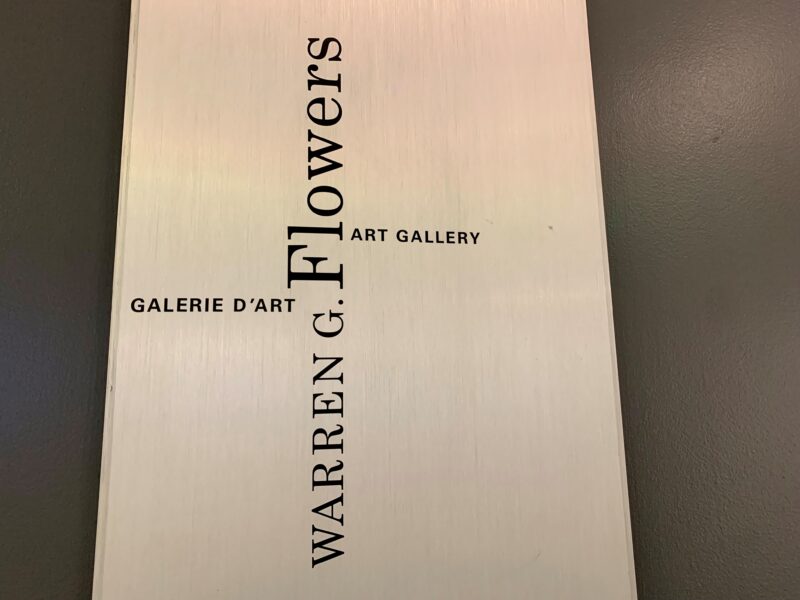 GALERIE D'ART
WARREN G. Flowers
ART GALLERY